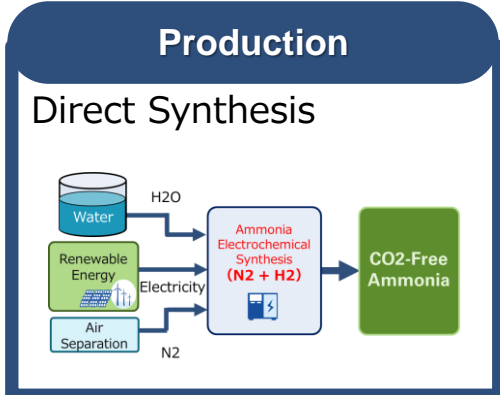 Production
Direct Synthesis
H2O
Water
Renewable
Energy
Electricity
Air
Separation
N2
Ammonia
Electrochemical
Synthesis
(N2 + H2)
CO2-Free
Ammonia